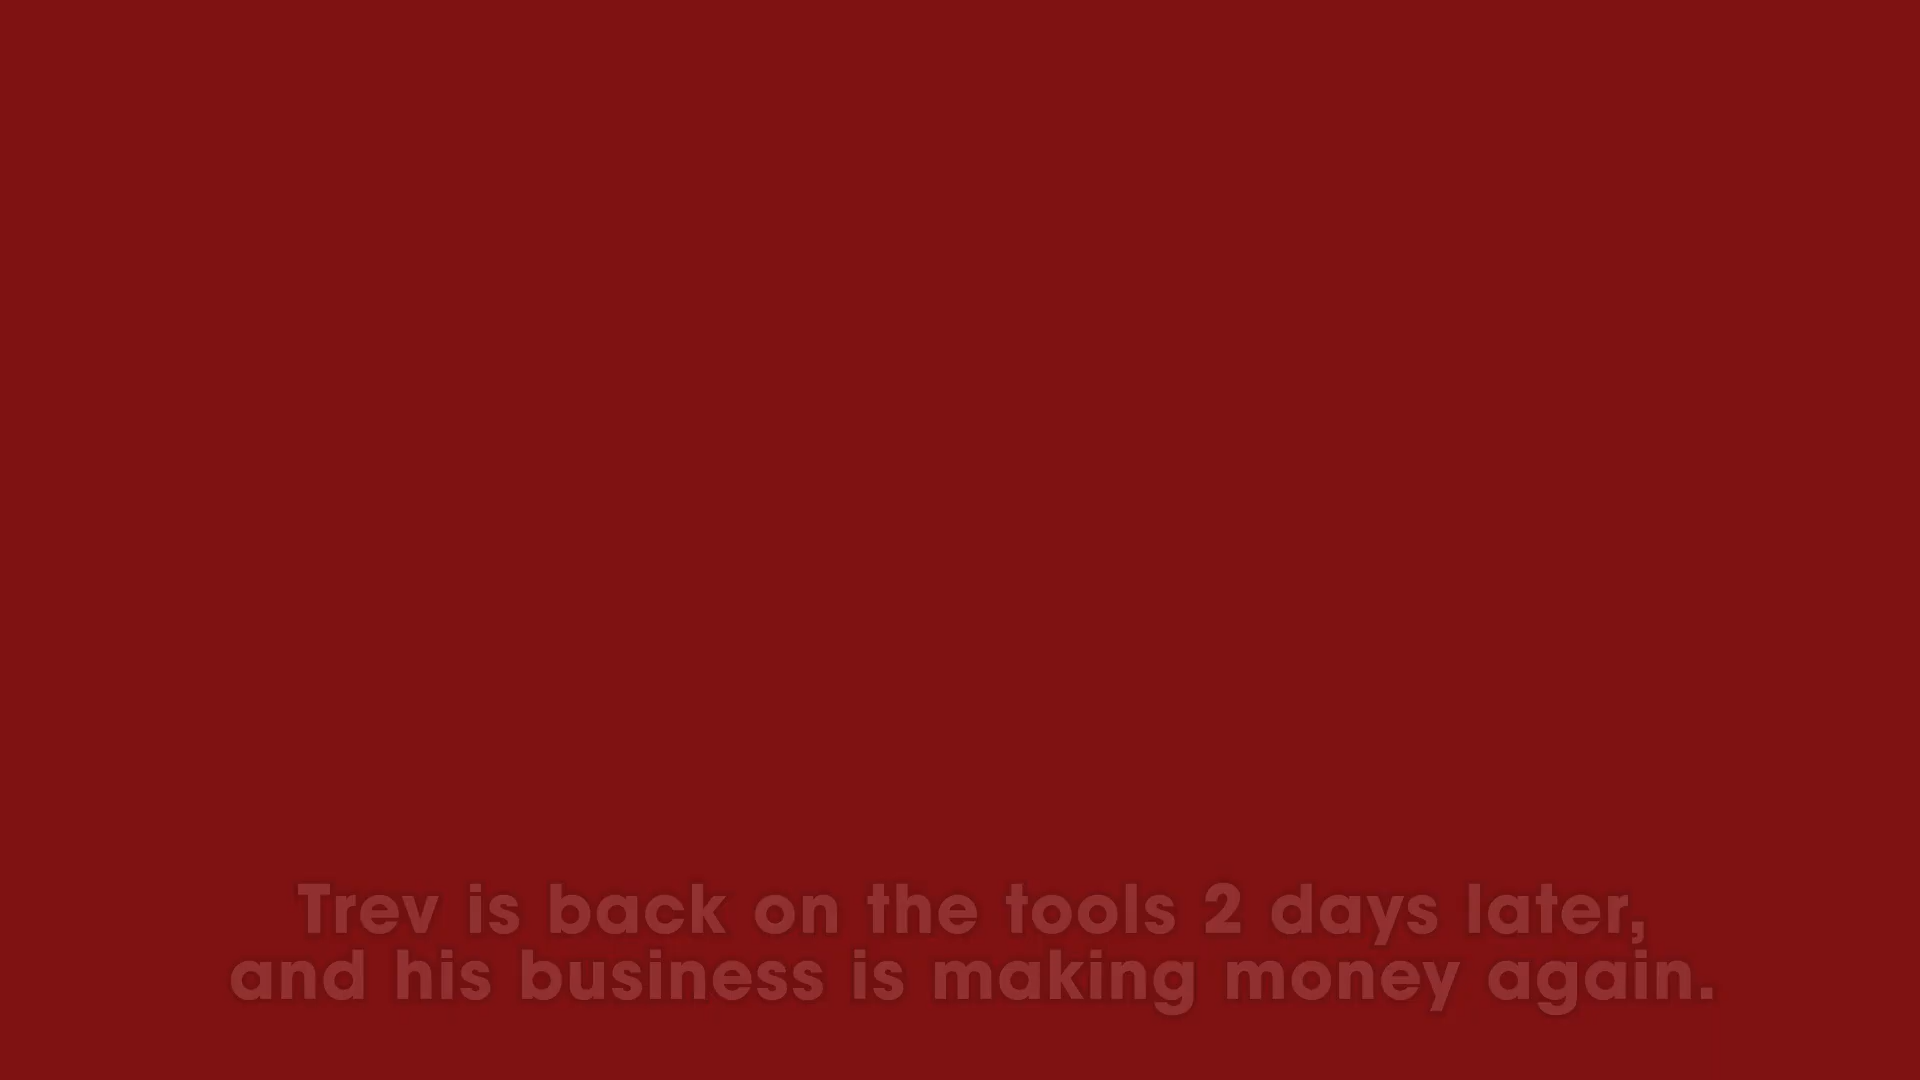 Trev is back on the tools 2 days later,
and his business is making money again.